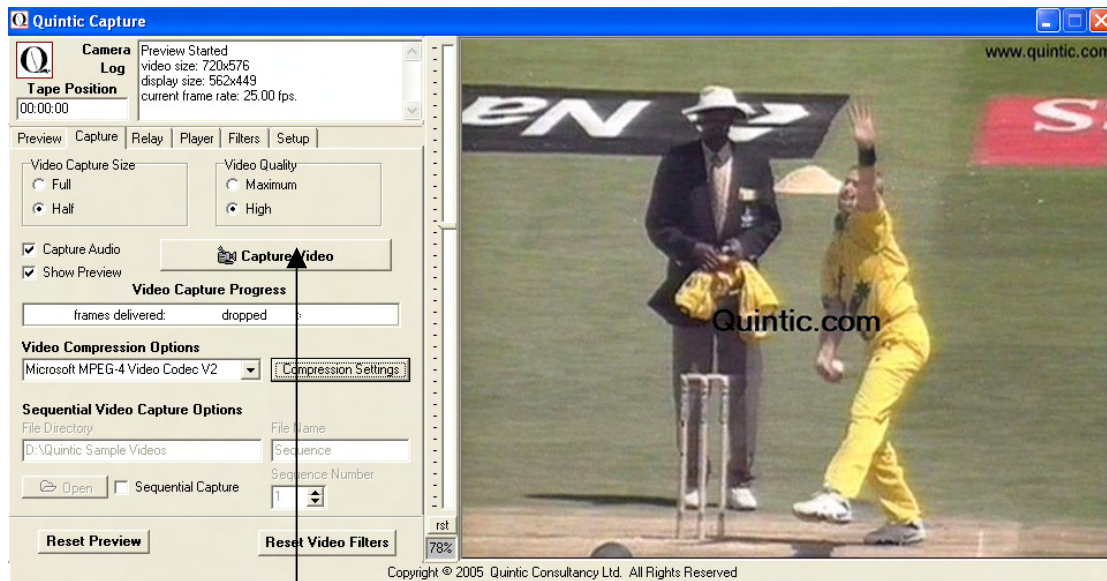 Quintic Capture
Q
Camera
Log
Tape Position
00:00:00
Preview Started
video size: 720x576
display size: 562x449
current frame rate: 25.00 fps.
Preview Capture Relay Player Filters Setup
Video Capture Size
Full
Half
Video Quality
Maximum
High
Capture Audio
Show Preview
Capture Video
Video Capture Progress
frames delivered: dropped
Video Compression Options
Microsoft MPEG-4 Video Codec V2
Compression Settings
Sequential Video Capture Options
File Directory
File Name
D:\Quintic Sample Videos
Sequence
Open
Sequential Capture
Sequence Number
1
Reset Preview
Reset Video Filters
rst
78%
www.quintic.com
Quintic.com
Copyright © 2005 Quintic Consultancy Ltd. All Rights Reserved